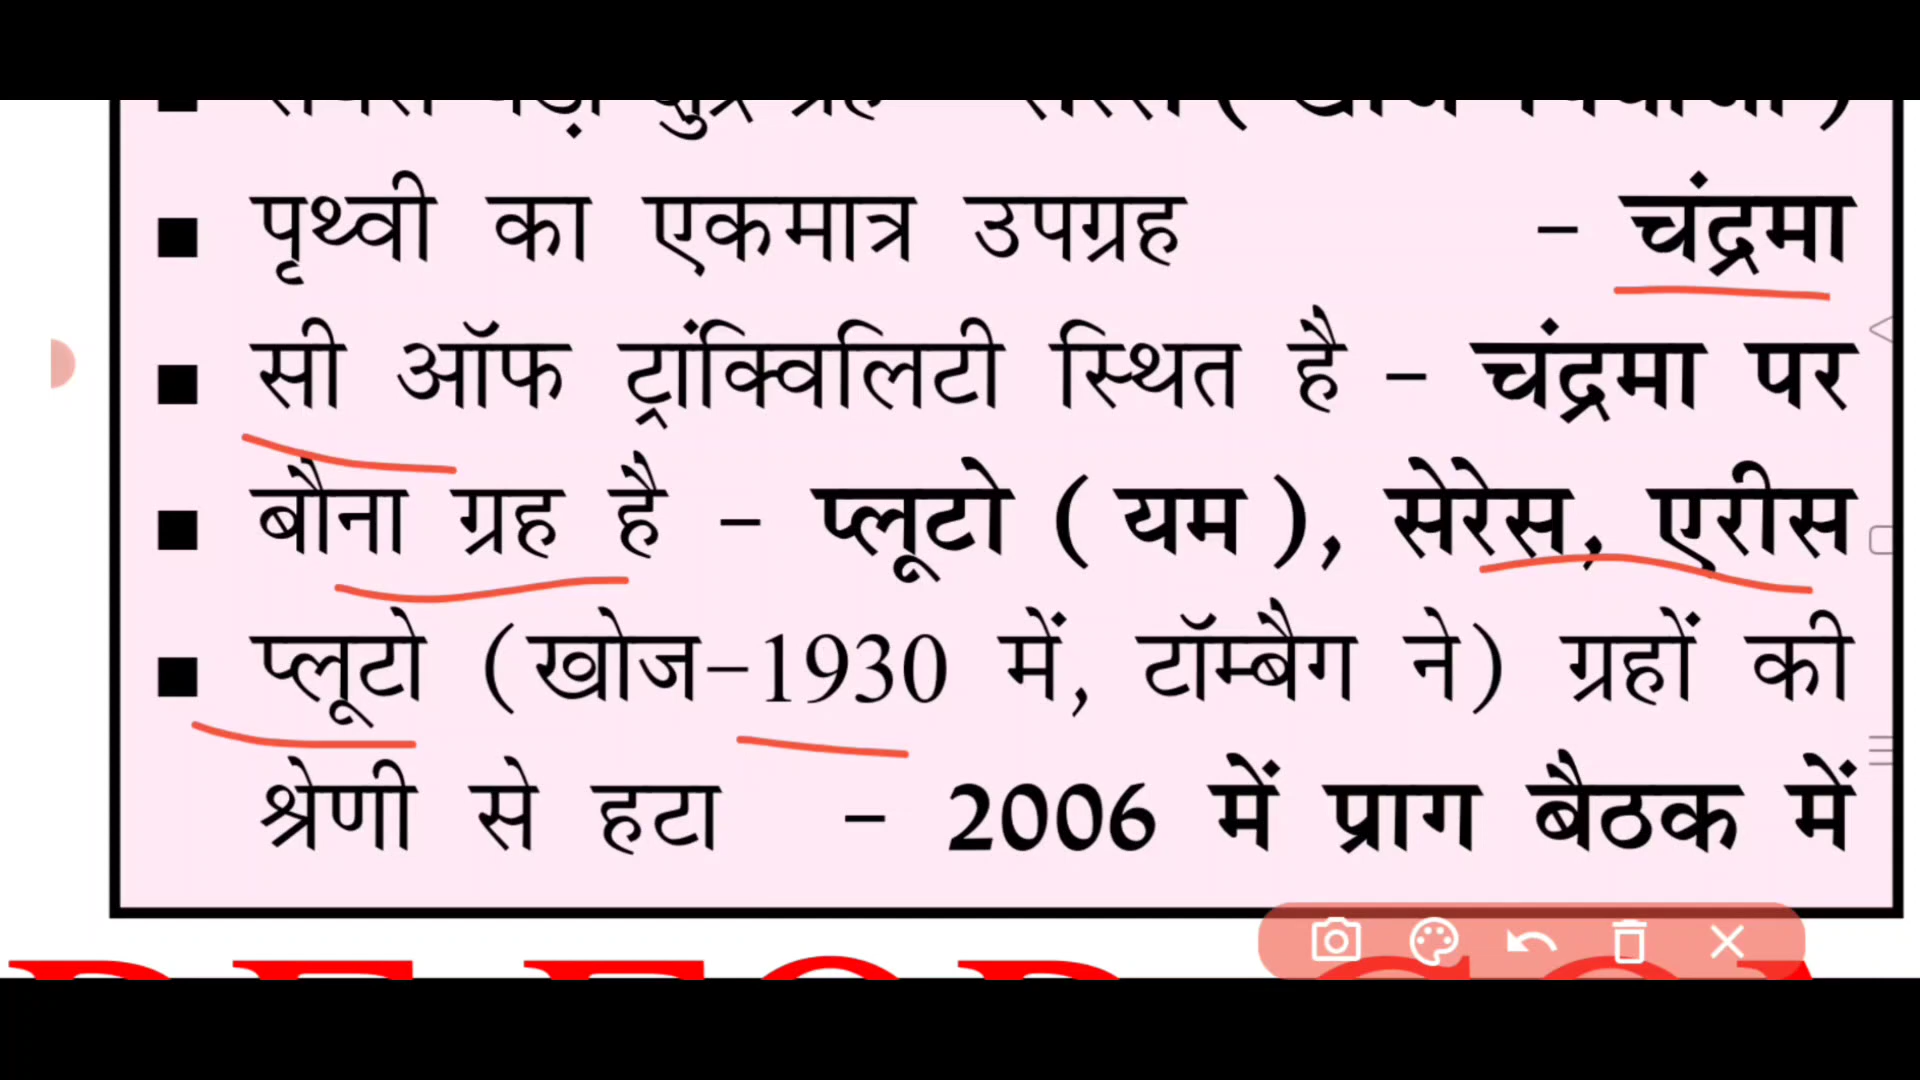 ■ पृथ्वी का एकमात्र उपग्रह - चंद्रमा
■ सी ऑफ ट्रांक्विलिटी स्थित है - चंद्रमा पर
■ बौना ग्रह है - प्लूटो (यम), सेरेस, एरीस
■ प्लूटो (खोज-1930 में, टॉम्बैग ने) ग्रहों की
श्रेणी से हटा - 2006 में प्राग बैठक में